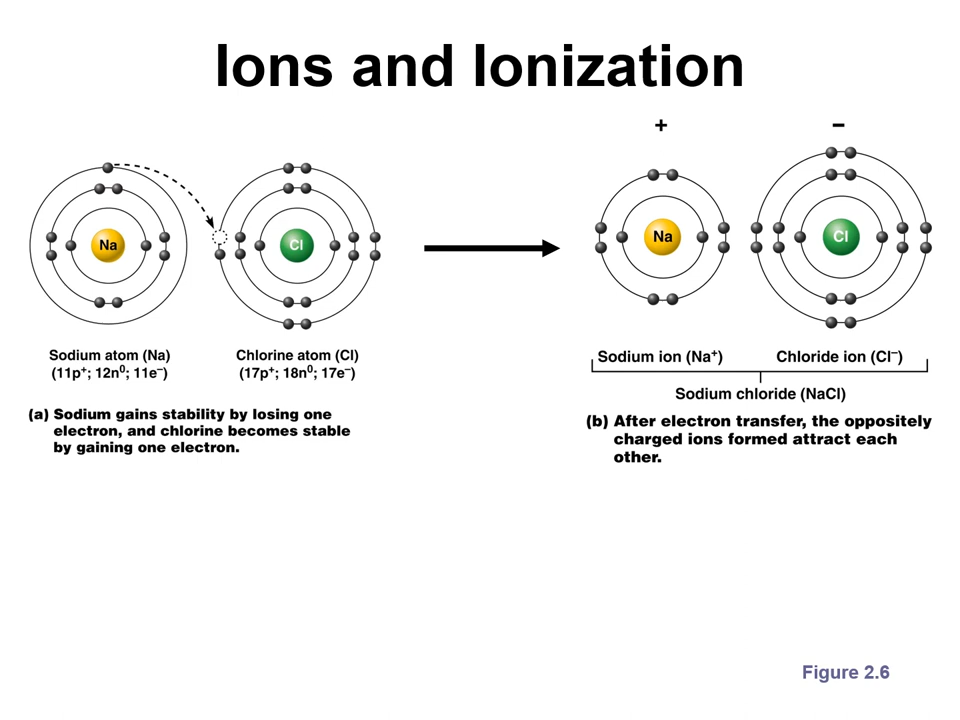 Ions and Ionization
+
–
Na
Cl
Na
Cl
Sodium atom (Na)
(11p⁺; 12n⁰; 11e⁻)
Chlorine atom (Cl)
(17p⁺; 18n⁰; 17e⁻)
Sodium ion (Na⁺)
Chloride ion (Cl⁻)
Sodium chloride (NaCl)
(a) Sodium gains stability by losing one
electron, and chlorine becomes stable
by gaining one electron.
(b) After electron transfer, the oppositely
charged ions formed attract each
other.
Figure 2.6